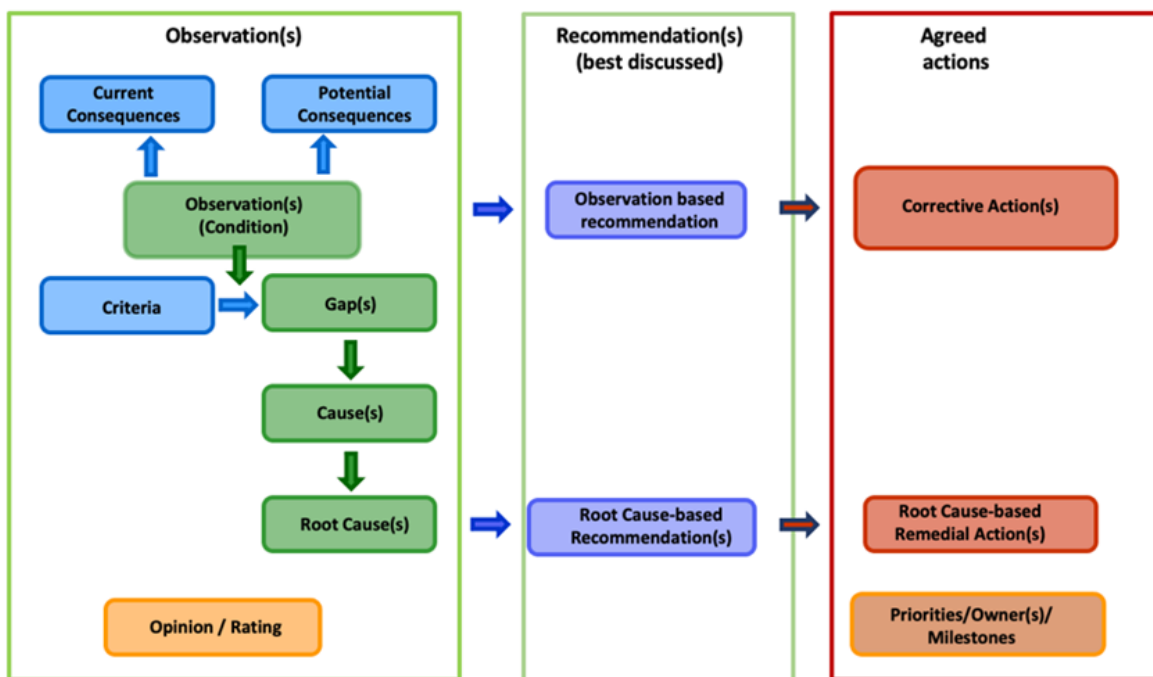 Observation(s)
Current
Consequences
Potential
Consequences
Observation(s)
(Condition)
Criteria
Gap(s)
Cause(s)
Root Cause(s)
Opinion / Rating
Recommendation(s)
(best discussed)
Observation based
recommendation
Root Cause-based
Recommendation(s)
Agreed
actions
Corrective Action(s)
Root Cause-based
Remedial Action(s)
Priorities/Owner(s)/
Milestones